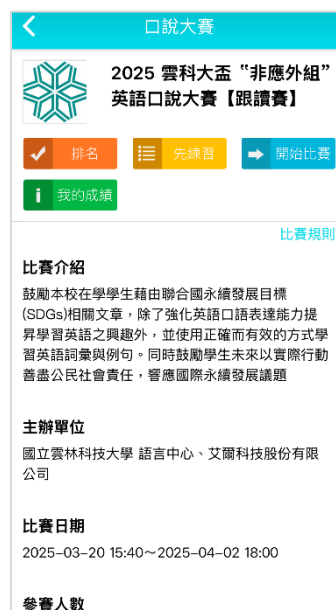 口說大賽
2025 雲科大盃 “非應外組”
英語口說大賽【跟讀賽】
排名
先練習
開始比賽
我的成績
比賽規則
比賽介紹
鼓勵本校在學學生藉由聯合國永續發展目標
(SDGs)相關文章，除了強化英語口語表達能力提
昇學習英語之興趣外，並使用正確而有效的方式學
習英語詞彙與例句。同時鼓勵學生未來以實際行動
善盡公民社會責任，響應國際永續發展議題
主辦單位
國立雲林科技大學 語言中心、艾爾科技股份有限
公司
比賽日期
2025-03-20 15:40～2025-04-02 18:00
參賽人數